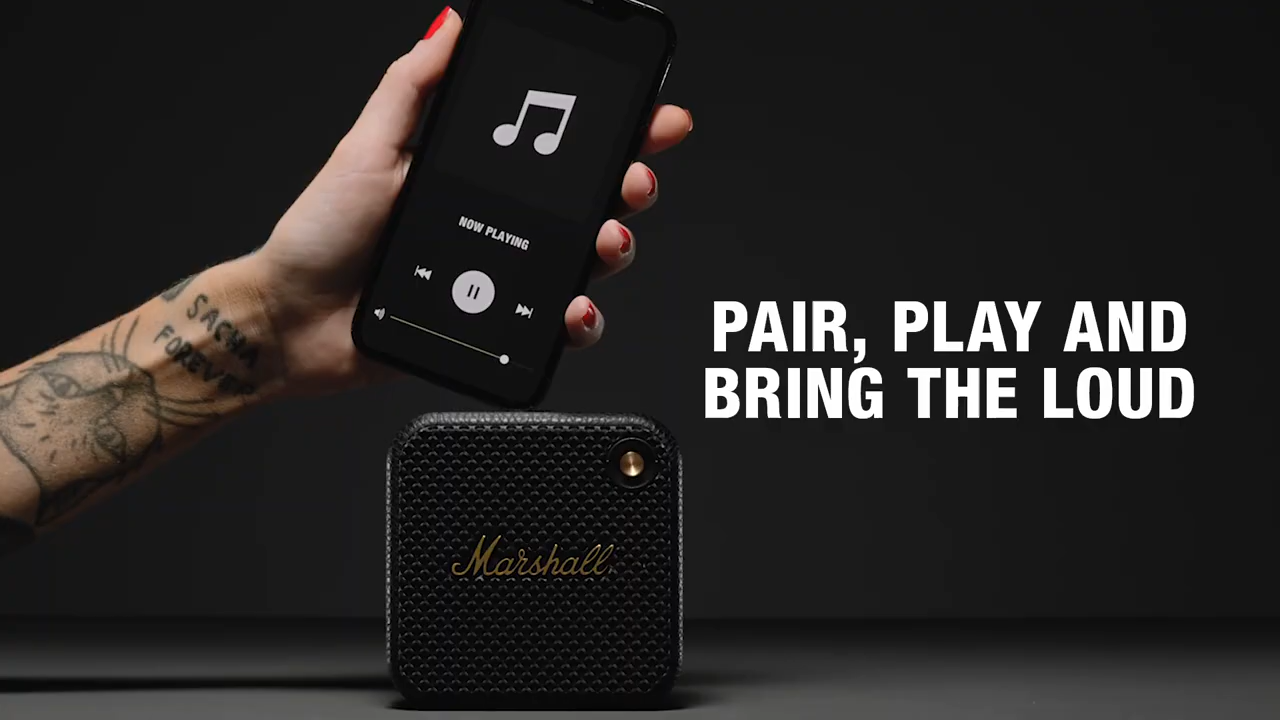 NOW PLAYING
SACHA
FOREVER
PAIR, PLAY AND
BRING THE LOUD
Marshall